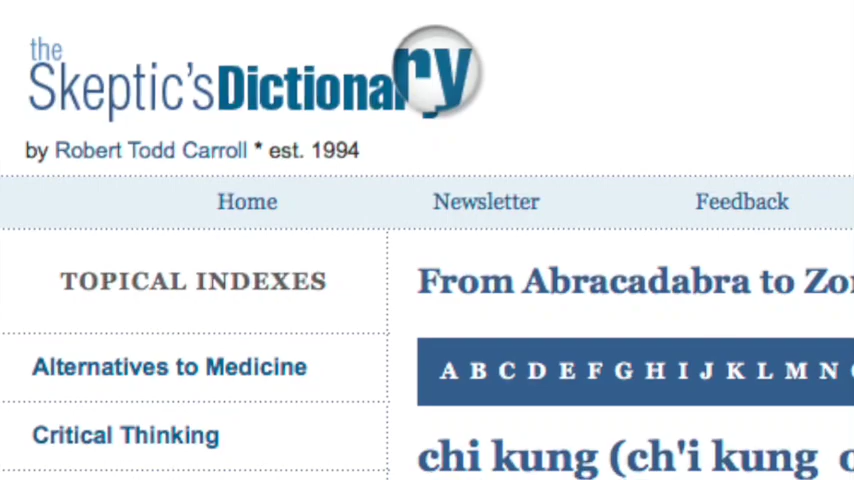 the
Skeptic'sDictionary
by Robert Todd Carroll * est. 1994
Home Newsletter Feedback
TOPICAL INDEXES
From Abracadabra to
A B C D E F G H I J K L M N
Alternatives to Medicine
Critical Thinking
chi kung (ch'i kung